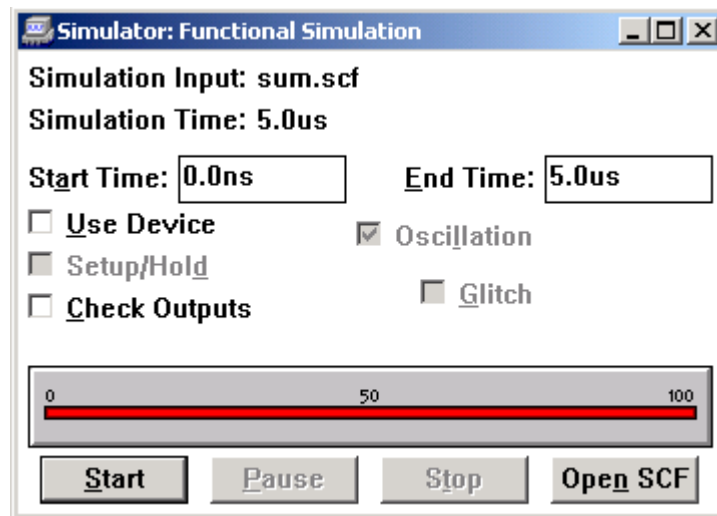 Simulator: Functional Simulation
Simulation Input: sum.scf
Simulation Time: 5.0us
Start Time: 0.0ns End Time: 5.0us
Use Device Oscillation
Setup/Hold Glitch
Check Outputs
0 50 100
Start Pause Stop Open SCF